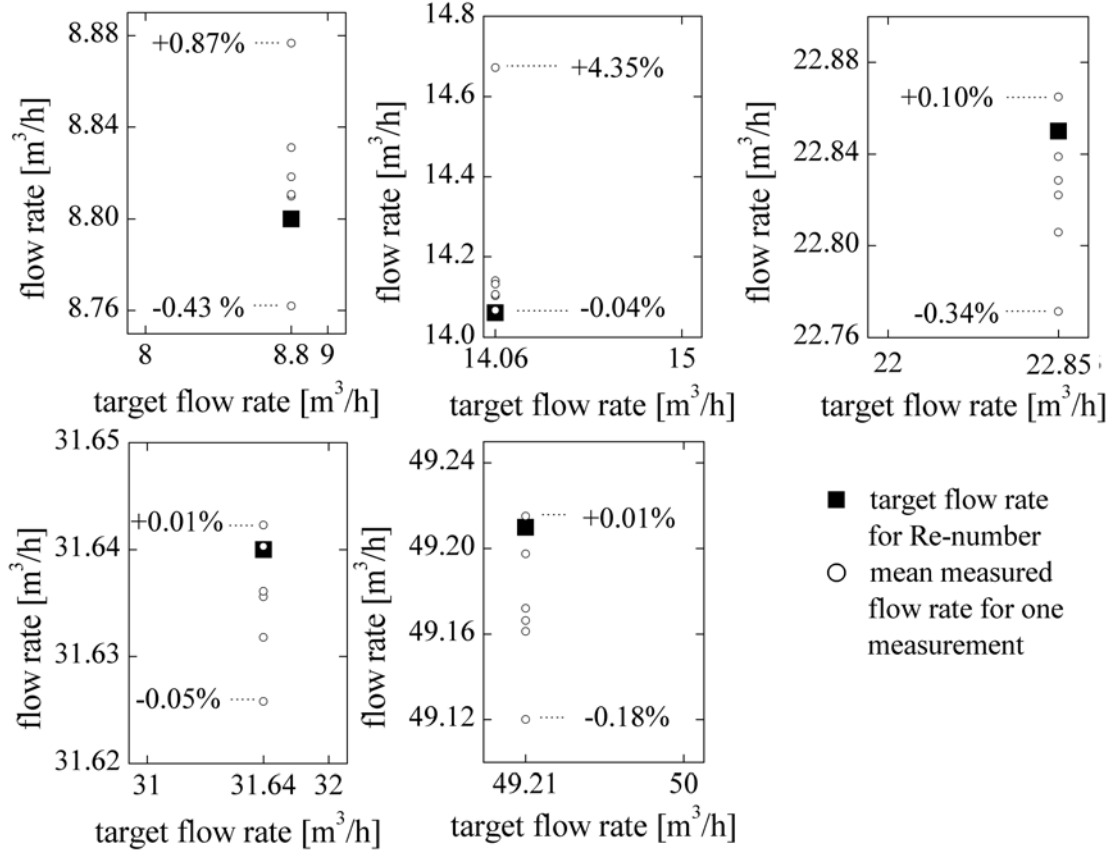 8.88
8.84
8.80
8.76
flow rate [m³/h]
+0.87%
-0.43 %
8
8.8
9
target flow rate [m³/h]
14.8
14.6
14.4
14.2
14.0
flow rate [m³/h]
+4.35%
-0.04%
14.06
15
target flow rate [m³/h]
22.88
22.84
22.80
22.76
flow rate [m³/h]
+0.10%
-0.34%
22
22.85
target flow rate [m³/h]
31.65
31.64
31.63
31.62
flow rate [m³/h]
+0.01%
-0.05%
31
31.64
32
target flow rate [m³/h]
49.24
49.20
49.16
49.12
flow rate [m³/h]
+0.01%
-0.18%
49.21
50
target flow rate [m³/h]
target flow rate
for Re-number
mean measured
flow rate for one
measurement